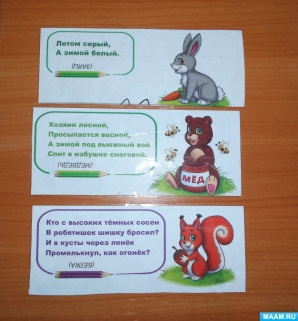 Летом серый,
А зимой белый.
(ЗАЯЦ)
Хозяин лесной,
Просыпается весной,
А зимой под вьюжный вой
Спит в избушке снеговой.
(МЕДВЕДЬ)
МЁД
Кто с высоких тёмных сосен
В ребятишек шишку бросил?
И в кусты через пенёк
Промелькнул, как огонёк?
(БЕЛКА)
MAAM.RU